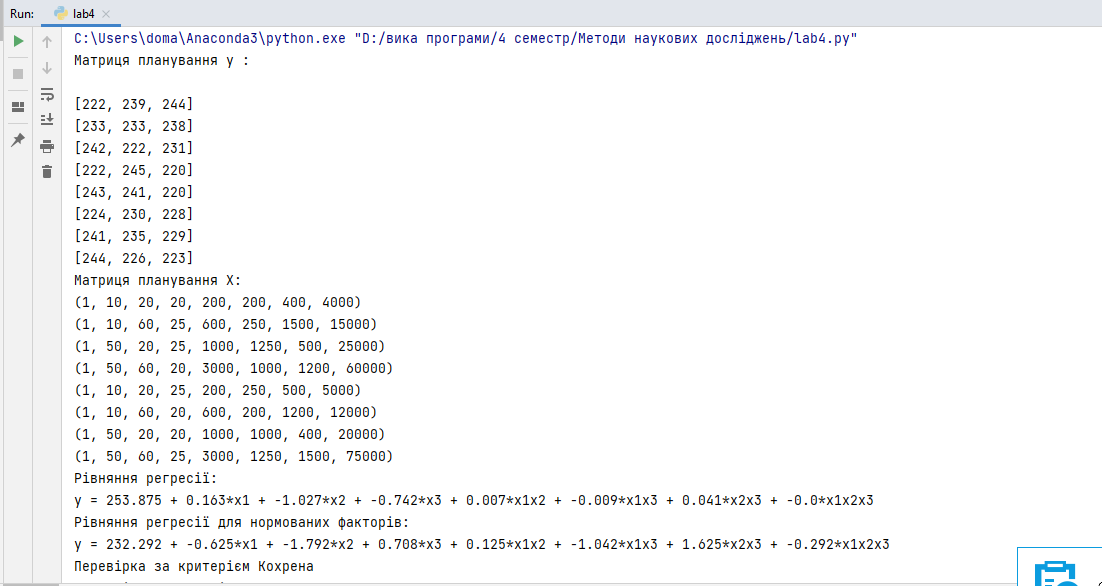 Run: lab4
C:\Users\doma\Anaconda3\python.exe "D:/вика програми/4 семестр/Методи наукових досліджень/lab4.py"
Матриця планування y :
[222, 239, 244]
[233, 233, 238]
[242, 222, 231]
[222, 245, 220]
[243, 241, 220]
[224, 230, 228]
[241, 235, 229]
[244, 226, 223]
Матриця планування X:
(1, 10, 20, 20, 200, 200, 400, 4000)
(1, 10, 60, 25, 600, 250, 1500, 15000)
(1, 50, 20, 25, 1000, 1250, 500, 25000)
(1, 50, 60, 20, 3000, 1000, 1200, 60000)
(1, 10, 20, 25, 200, 250, 500, 5000)
(1, 10, 60, 20, 600, 200, 1200, 12000)
(1, 50, 20, 20, 1000, 1000, 400, 20000)
(1, 50, 60, 25, 3000, 1250, 1500, 75000)
Рівняння регресії:
y = 253.875 + 0.163*x1 + -1.027*x2 + -0.742*x3 + 0.007*x1x2 + -0.009*x1x3 + 0.041*x2x3 + -0.0*x1x2x3
Рівняння регресії для нормованих факторів:
y = 232.292 + -0.625*x1 + -1.792*x2 + 0.708*x3 + 0.125*x1x2 + -1.042*x1x3 + 1.625*x2x3 + -0.292*x1x2x3
Перевірка за критерієм Кохрена